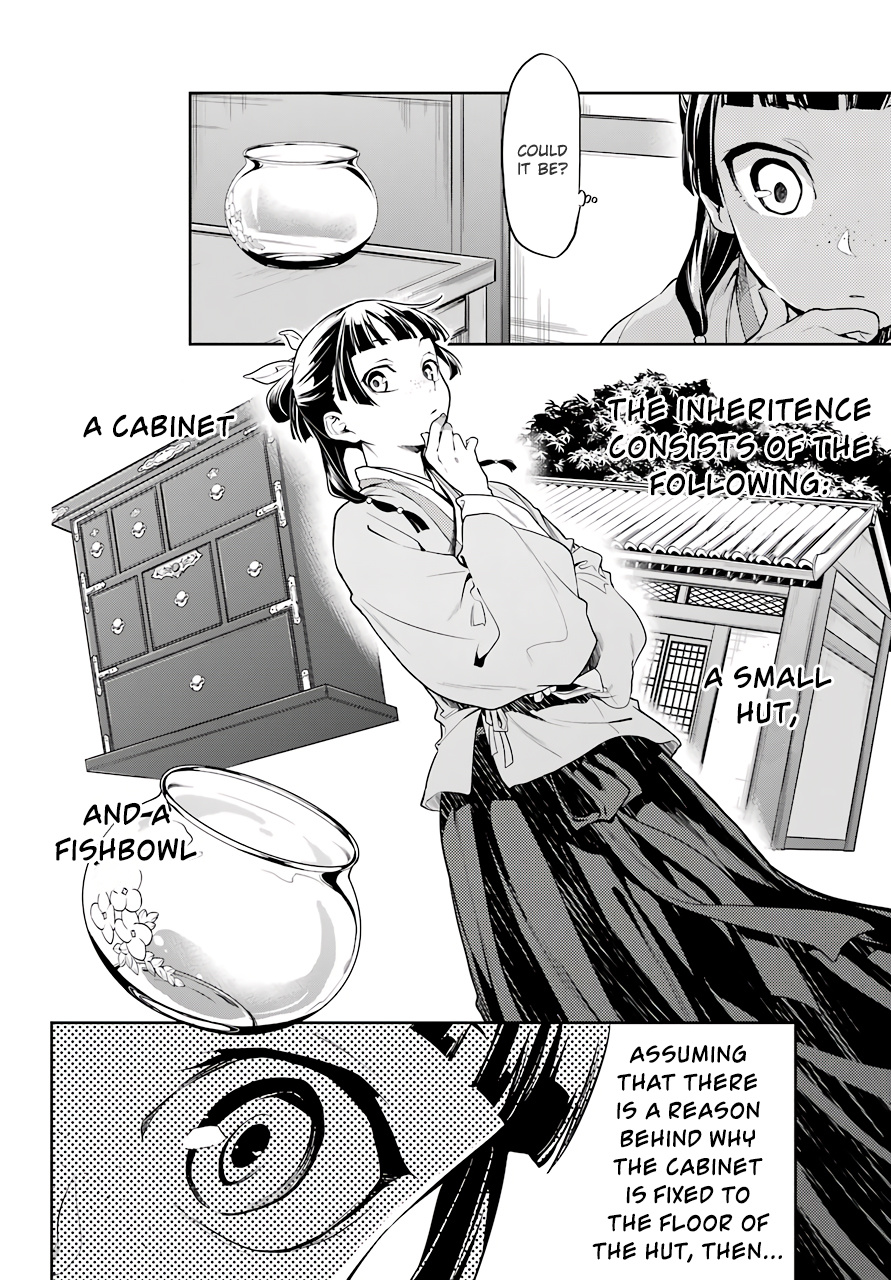 COULD
IT BE?
THE INHERITENCE
CONSISTS OF THE
FOLLOWING:
A SMALL
HUT,
A CABINET
AND A
FISHBOWL
ASSUMING
THAT THERE
IS A REASON
BEHIND WHY
THE CABINET
IS FIXED TO
THE FLOOR OF
THE HUT, THEN...